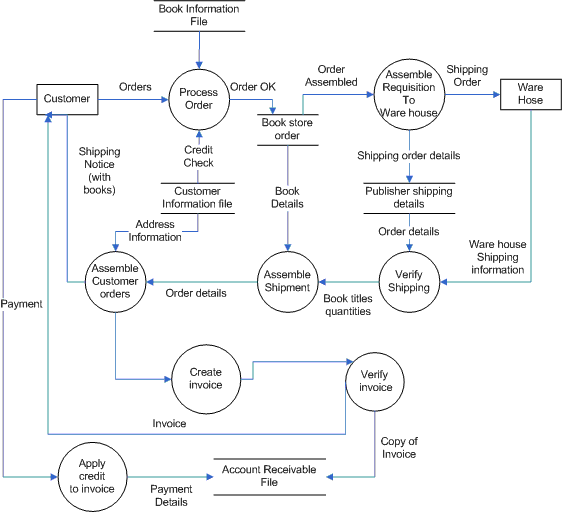 Book Information
File
Orders
Process
Order
Order OK
Order
Assembled
Assemble
Requisition
To
Ware house
Shipping
Order
Ware
Hose
Customer
Book store
order
Shipping
Notice
(with
books)
Credit
Check
Shipping order details
Customer
Information file
Book
Details
Publisher shipping
details
Address
Information
Order details
Ware house
Shipping
information
Assemble
Customer
orders
Order details
Assemble
Shipment
Book titles
quantities
Verify
Shipping
Payment
Create
invoice
Verify
invoice
Invoice
Copy of
Invoice
Apply
credit
to invoice
Payment
Details
Account Receivable
File